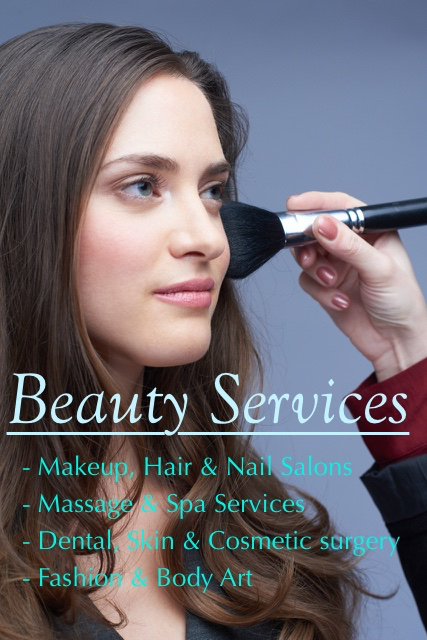 Beauty Services
- Makeup, Hair & Nail Salons
- Massage & Spa Services
- Dental, Skin & Cosmetic surgery
- Fashion & Body Art